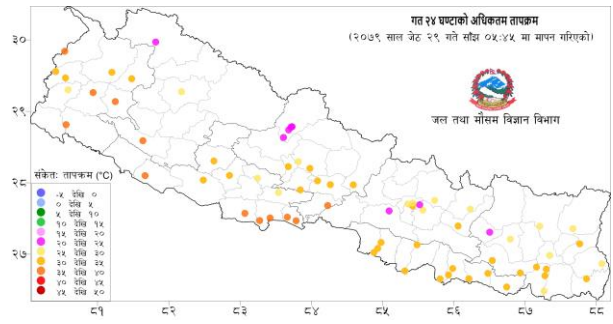 गत २४ घण्टाको अधिकतम तापक्रम
(२०७९ साल जेठ २९ गते साँझ ०५:४५ मा मापन गरिएको)
जल तथा मौसम विज्ञान विभाग
३०
२९
२८
२७
संकेतः तापक्रम (°C)
-५ देखि ०
० देखि ५
५ देखि १०
१० देखि १५
१५ देखि २०
२० देखि २५
२५ देखि ३०
३० देखि ३५
३५ देखि ४०
४० देखि ४५
४५ देखि ५०
८१ ८२ ८३ ८४ ८५ ८६ ८७ ८८